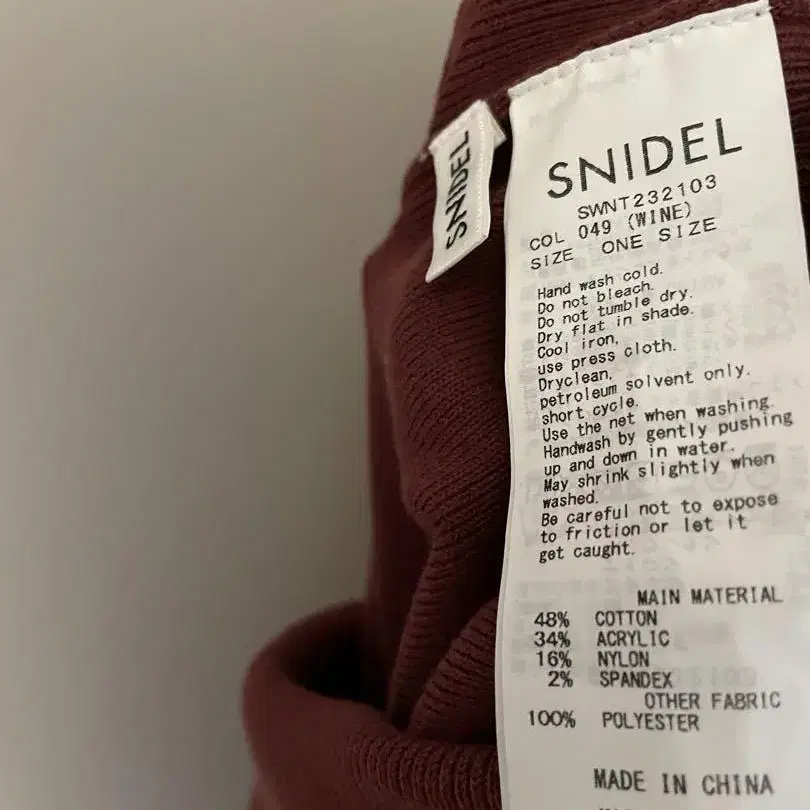 SNIDEL
SNIDEL
SWNT232103
COL 049 (WINE)
SIZE ONE SIZE
Hand wash cold.
Do not bleach.
Do not tumble dry.
Dry flat in shade.
Cool iron,
use press cloth.
Dryclean,
petroleum solvent only.
short cycle.
Use the net when washing.
Handwash by gently pushing
up and down in water.
May shrink slightly when
washed.
Be careful not to expose
to friction or let it
get caught.
MAIN MATERIAL
48% COTTON
34% ACRYLIC
16% NYLON
2% SPANDEX
OTHER FABRIC
100% POLYESTER
MADE IN CHINA